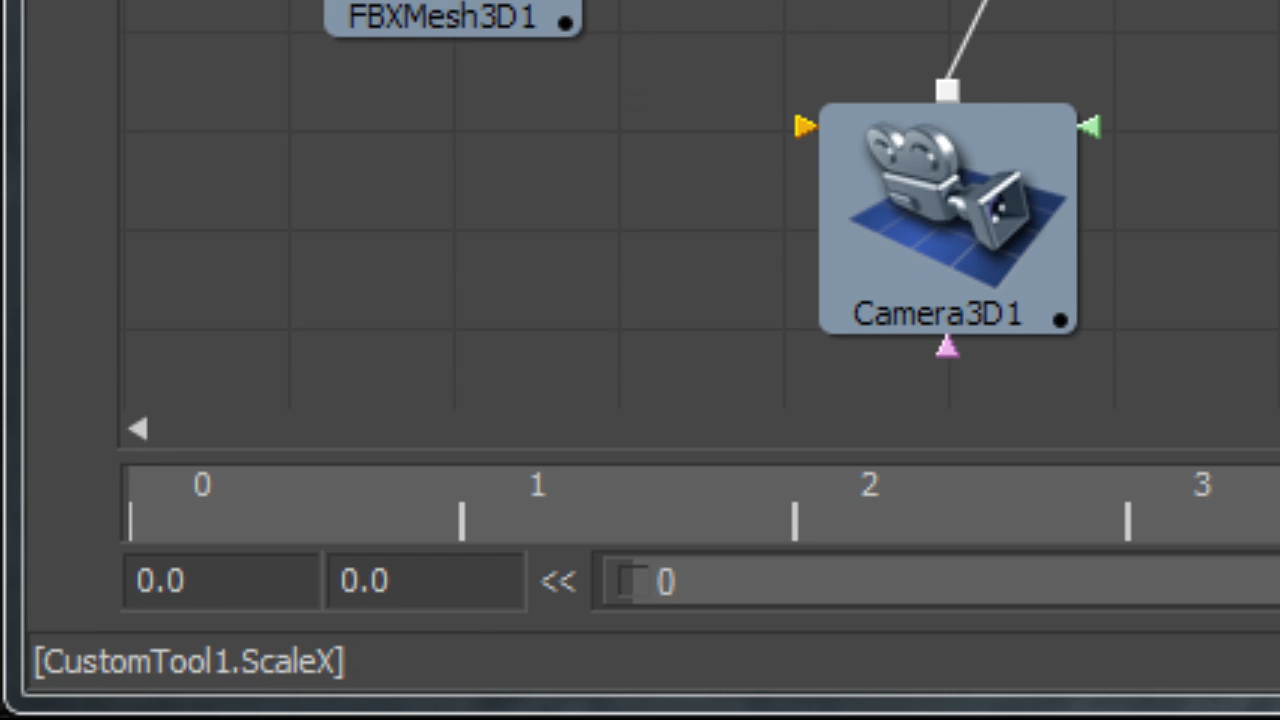 FBXMesh3D1
Camera3D1
0 1 2 3
0.0 0.0 << 0
[CustomTool1.ScaleX]